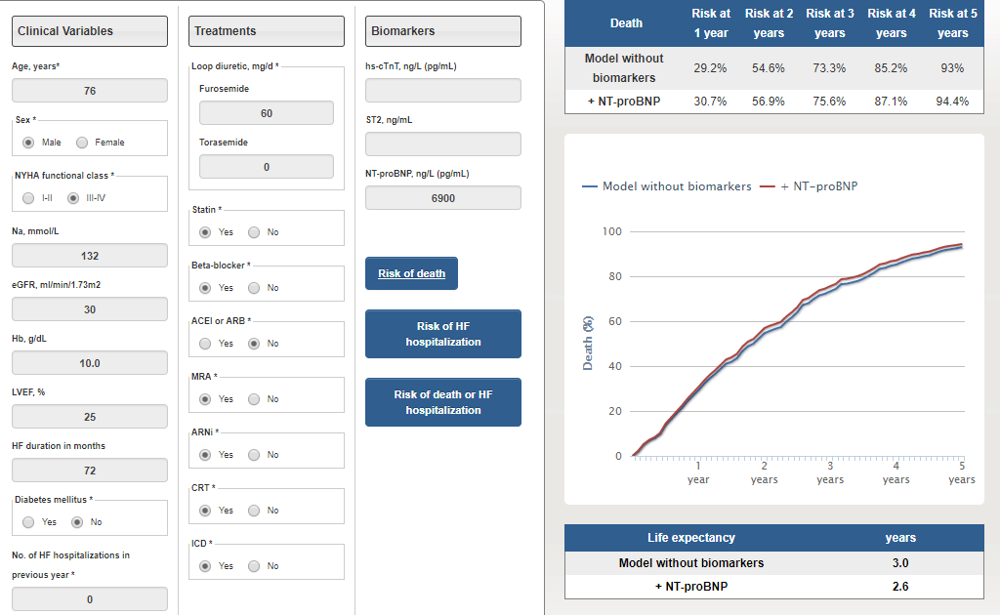 Clinical Variables
Age, years*
76
Sex *
Male Female
NYHA functional class *
I-II III-IV
Na, mmol/L
132
eGFR, ml/min/1.73m2
30
Hb, g/dL
10.0
LVEF, %
25
HF duration in months
72
Diabetes mellitus *
Yes No
No. of HF hospitalizations in
previous year *
0
Treatments
Loop diuretic, mg/d *
Furosemide
60
Torasemide
0
Statin *
Yes No
Beta-blocker *
Yes No
ACEI or ARB *
Yes No
MRA *
Yes No
ARNi *
Yes No
CRT *
Yes No
ICD *
Yes No
Biomarkers
hs-cTnT, ng/L (pg/mL)
ST2, ng/mL
NT-proBNP, ng/L (pg/mL)
6900
Risk of death
Risk of HF
hospitalization
Risk of death or HF
hospitalization
Death Risk at 1 year Risk at 2 years Risk at 3 years Risk at 4 years Risk at 5 years
Model without biomarkers 29.2% 54.6% 73.3% 85.2% 93%
+ NT-proBNP 30.7% 56.9% 75.6% 87.1% 94.4%
Model without biomarkers + NT-proBNP
Death (%)
100
80
60
40
20
0
1 year 2 years 3 years 4 years 5 years
Life expectancy years
Model without biomarkers 3.0
+ NT-proBNP 2.6